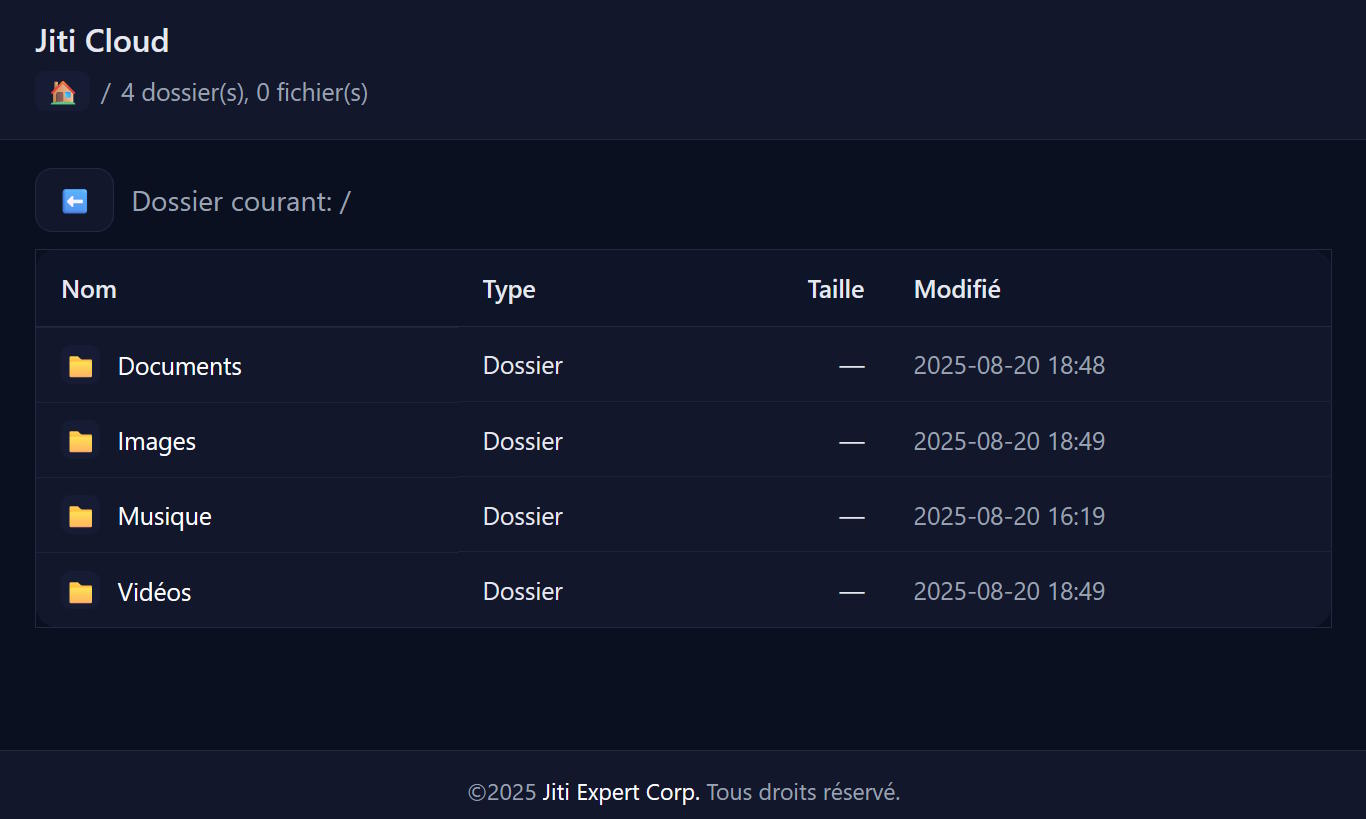 Jiti Cloud
/ 4 dossier(s), 0 fichier(s)
Dossier courant: /
Nom Type Taille Modifié
Documents Dossier — 2025-08-20 18:48
Images Dossier — 2025-08-20 18:49
Musique Dossier — 2025-08-20 16:19
Vidéos Dossier — 2025-08-20 18:49
©2025 Jiti Expert Corp. Tous droits réservé.